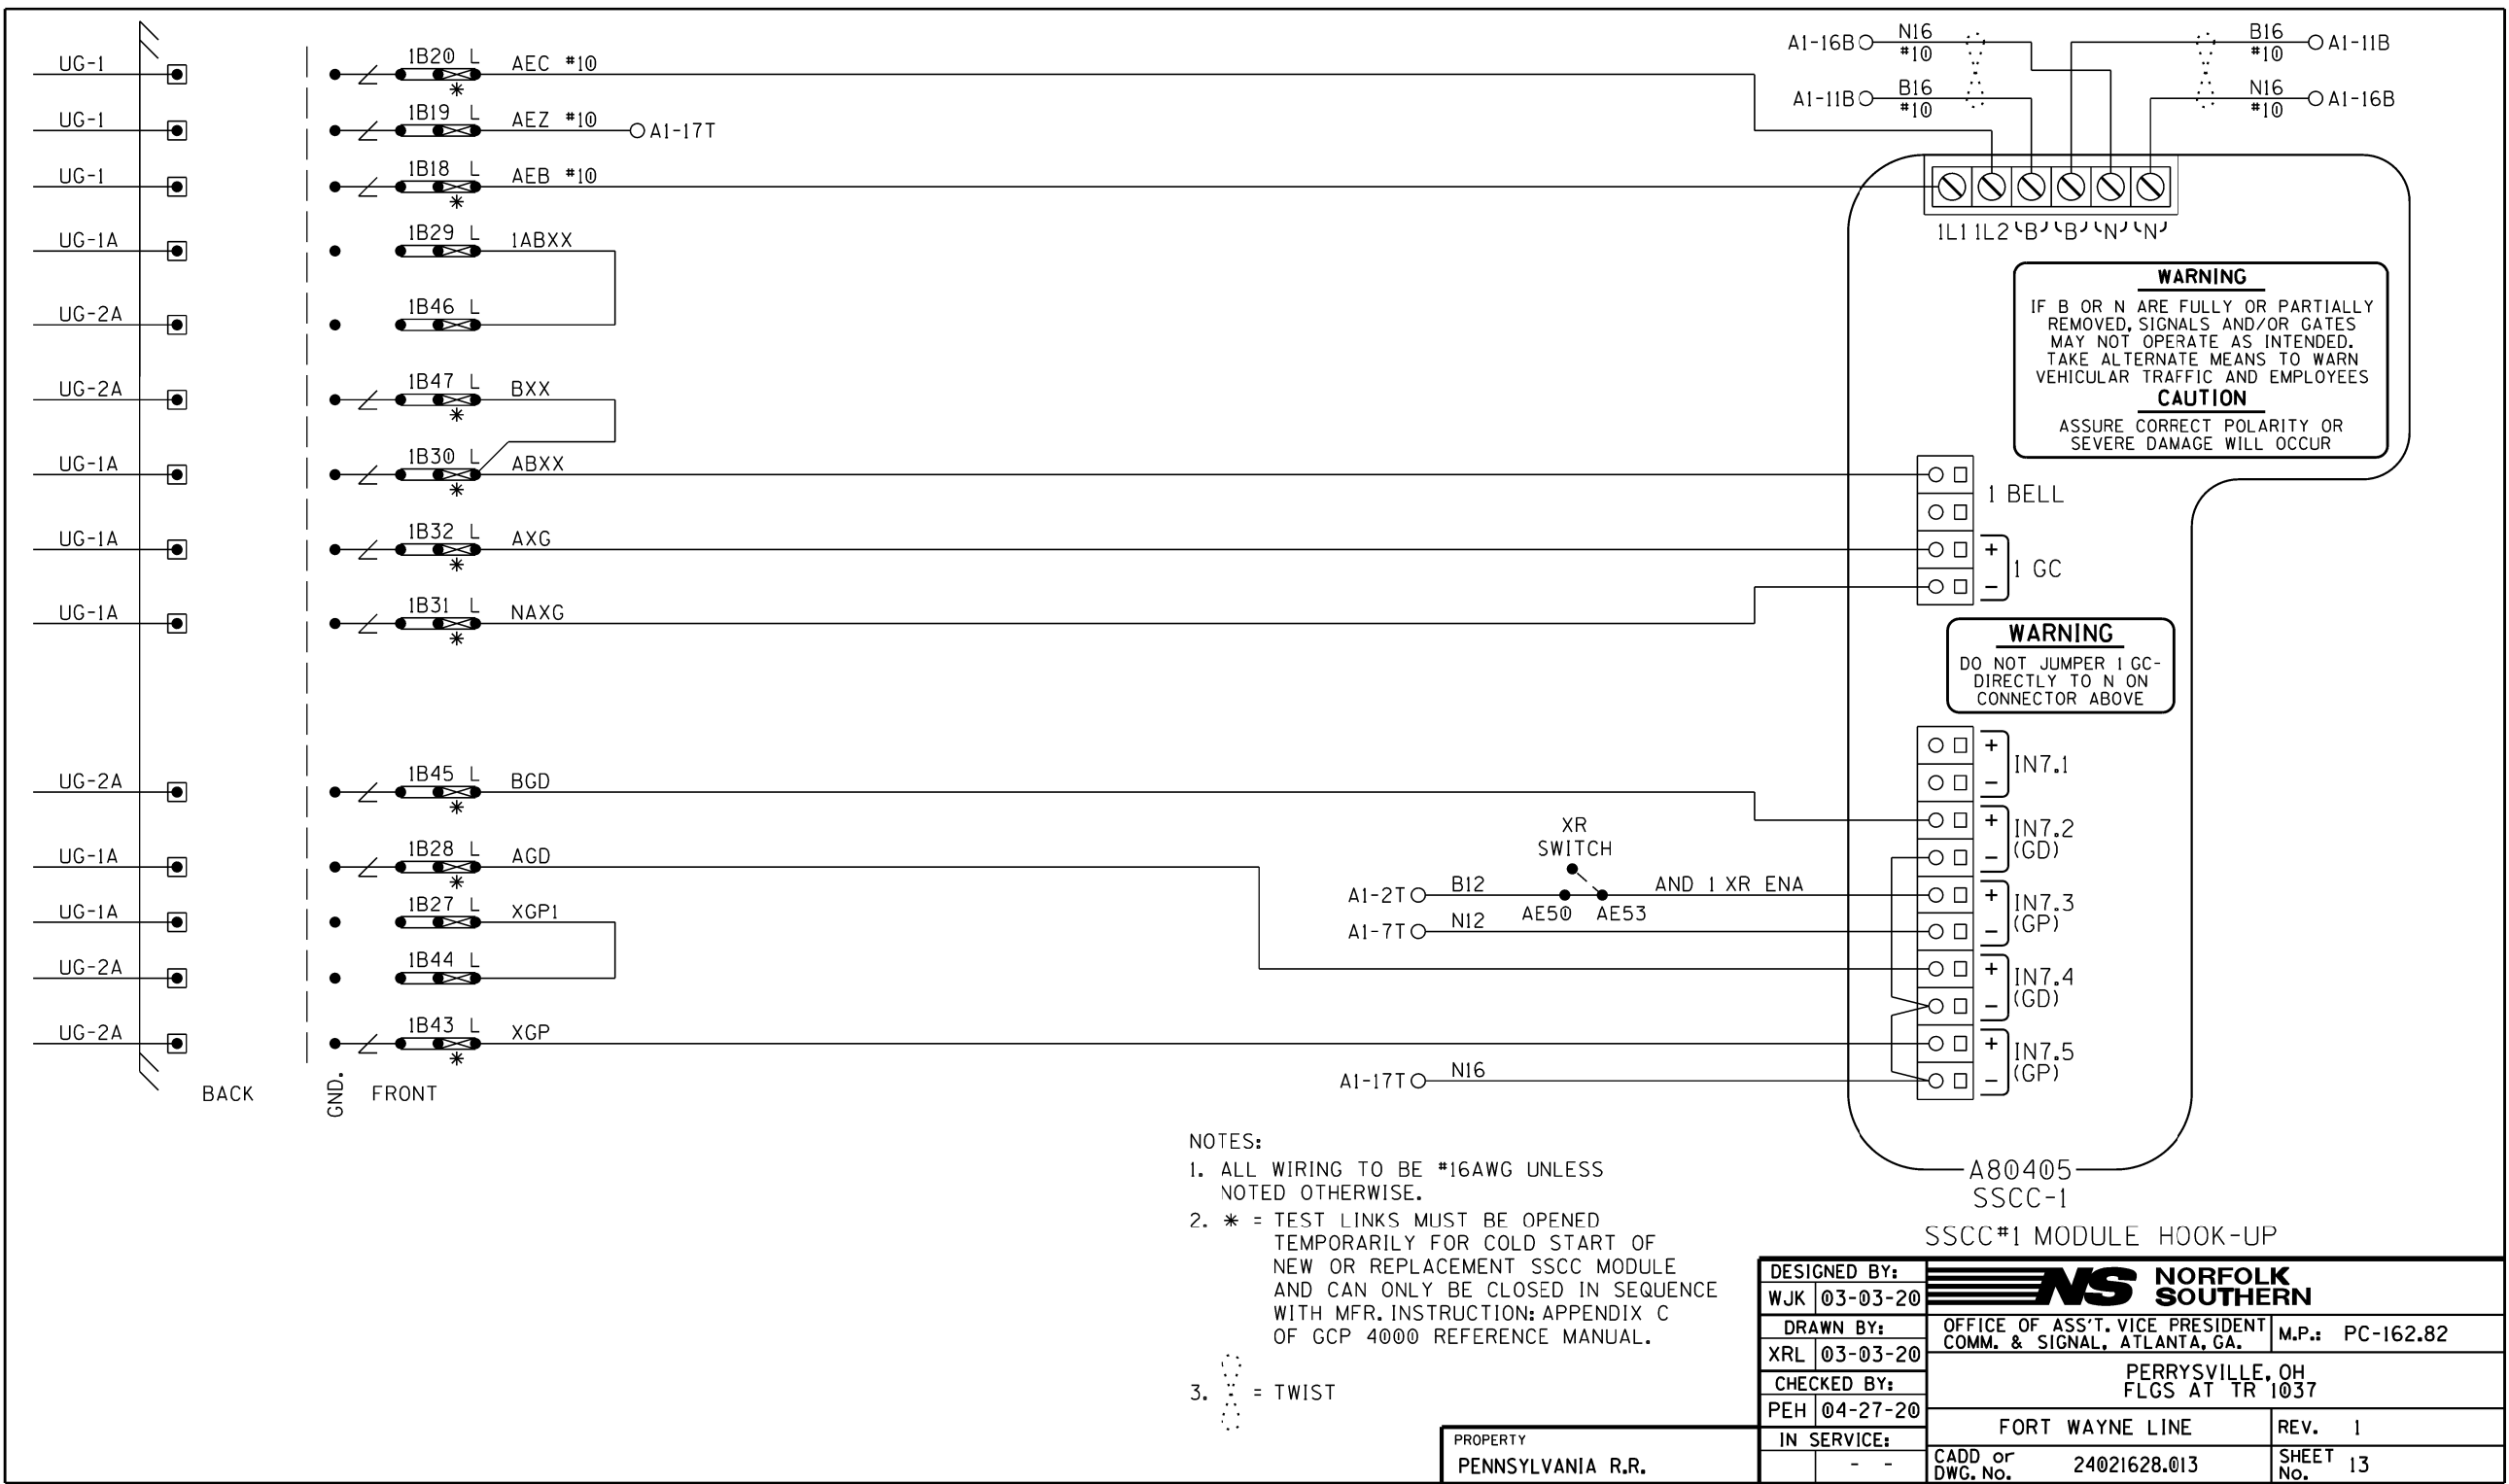 A1-16B N16 #10
B16 #10 A1-11B
A1-11B B16 #10
N16 #10 A1-16B
UG-1 1B20 L AEC #10
*
UG-1 1B19 L AEZ #10 A1-17T
UG-1 1B18 L AEB #10
*
1L1 1L2 B B N N
UG-1A 1B29 L 1ABXX
UG-2A 1B46 L
UG-2A 1B47 L BXX
*
UG-1A 1B30 L ABXX
*
UG-1A 1B32 L AXG
*
UG-1A 1B31 L NAXG
*
WARNING
IF B OR N ARE FULLY OR PARTIALLY
REMOVED, SIGNALS AND/OR GATES
MAY NOT OPERATE AS INTENDED.
TAKE ALTERNATE MEANS TO WARN
VEHICULAR TRAFFIC AND EMPLOYEES
CAUTION
ASSURE CORRECT POLARITY OR
SEVERE DAMAGE WILL OCCUR
1 BELL
+
1 GC
-
WARNING
DO NOT JUMPER 1 GC-
DIRECTLY TO N ON
CONNECTOR ABOVE
UG-2A 1B45 L BGD
*
UG-1A 1B28 L AGD
*
UG-1A 1B27 L XGP1
UG-2A 1B44 L
UG-2A 1B43 L XGP
*
BACK
GND.
FRONT
XR
SWITCH
A1-2T B12 AND 1 XR ENA
AE50 AE53
A1-7T N12
A1-17T N16
+
IN7.1
-
+
IN7.2
(GD)
-
+
IN7.3
(GP)
-
+
IN7.4
(GD)
-
+
IN7.5
(GP)
-
A80405
SSCC-1
SSCC#1 MODULE HOOK-UP
NOTES:
1. ALL WIRING TO BE #16AWG UNLESS
NOTED OTHERWISE.
2. * = TEST LINKS MUST BE OPENED
TEMPORARILY FOR COLD START OF
NEW OR REPLACEMENT SSCC MODULE
AND CAN ONLY BE CLOSED IN SEQUENCE
WITH MFR. INSTRUCTION: APPENDIX C
OF GCP 4000 REFERENCE MANUAL.
3. = TWIST
PROPERTY
PENNSYLVANIA R.R.
DESIGNED BY:
WJK 03-03-20
DRAWN BY:
XRL 03-03-20
CHECKED BY:
PEH 04-27-20
IN SERVICE:
- -
NS NORFOLK
SOUTHERN
OFFICE OF ASS'T. VICE PRESIDENT
COMM. & SIGNAL, ATLANTA, GA.
M.P.: PC-162.82
PERRYSVILLE, OH
FLGS AT TR 1037
FORT WAYNE LINE
REV. 1
CADD or
DWG. No. 24021628.013
SHEET
No. 13